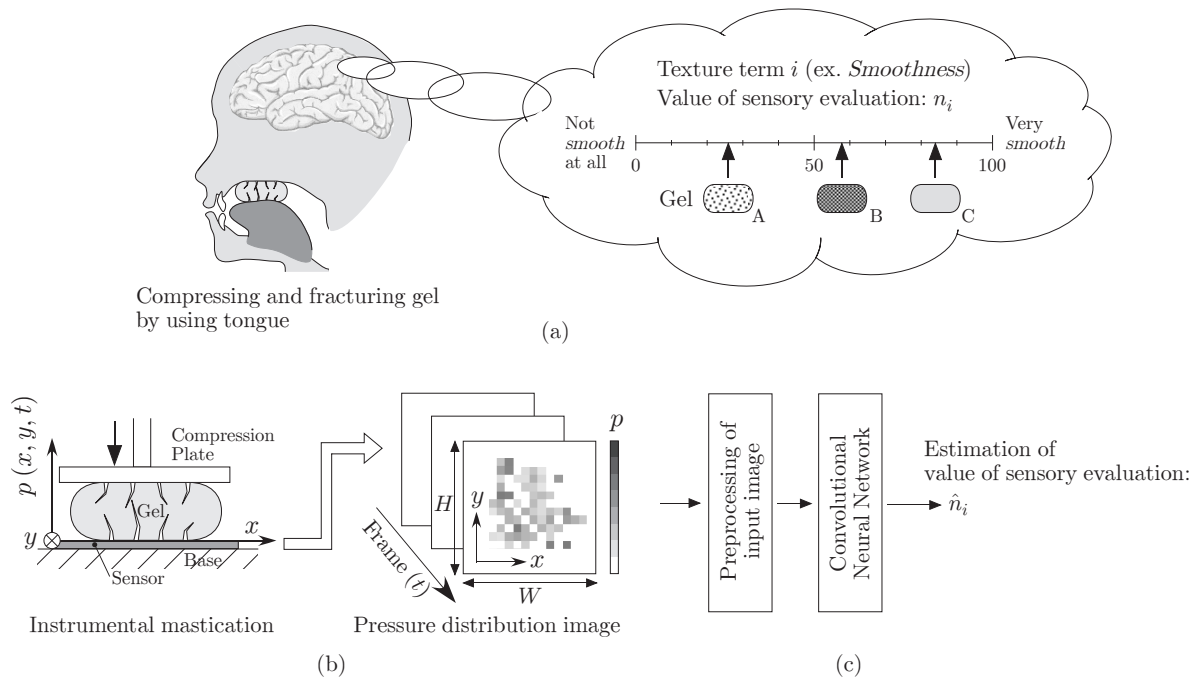 Texture term i (ex. Smoothness)
Value of sensory evaluation: n_i
Not
smooth
at all
Very
smooth
0
50
100
Gel
A
B
C
Compressing and fracturing gel
by using tongue
(a)
p (x, y, t)
Compression
Plate
Gel
y
x
Base
Sensor
Instrumental mastication
(b)
p
H
y
x
W
Frame (t)
Pressure distribution image
Preprocessing of
input image
Convolutional
Neural Network
Estimation of
value of sensory evaluation:
n̂_i
(c)